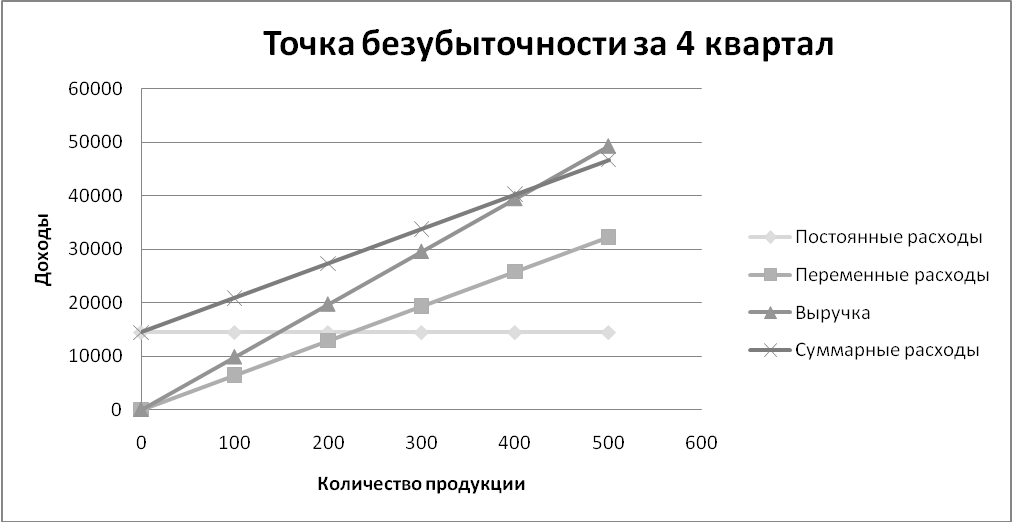 Точка безубыточности за 4 квартал
60000
50000
40000
30000
20000
10000
0
Доходы
0 100 200 300 400 500 600
Количество продукции
Постоянные расходы
Переменные расходы
Выручка
Суммарные расходы